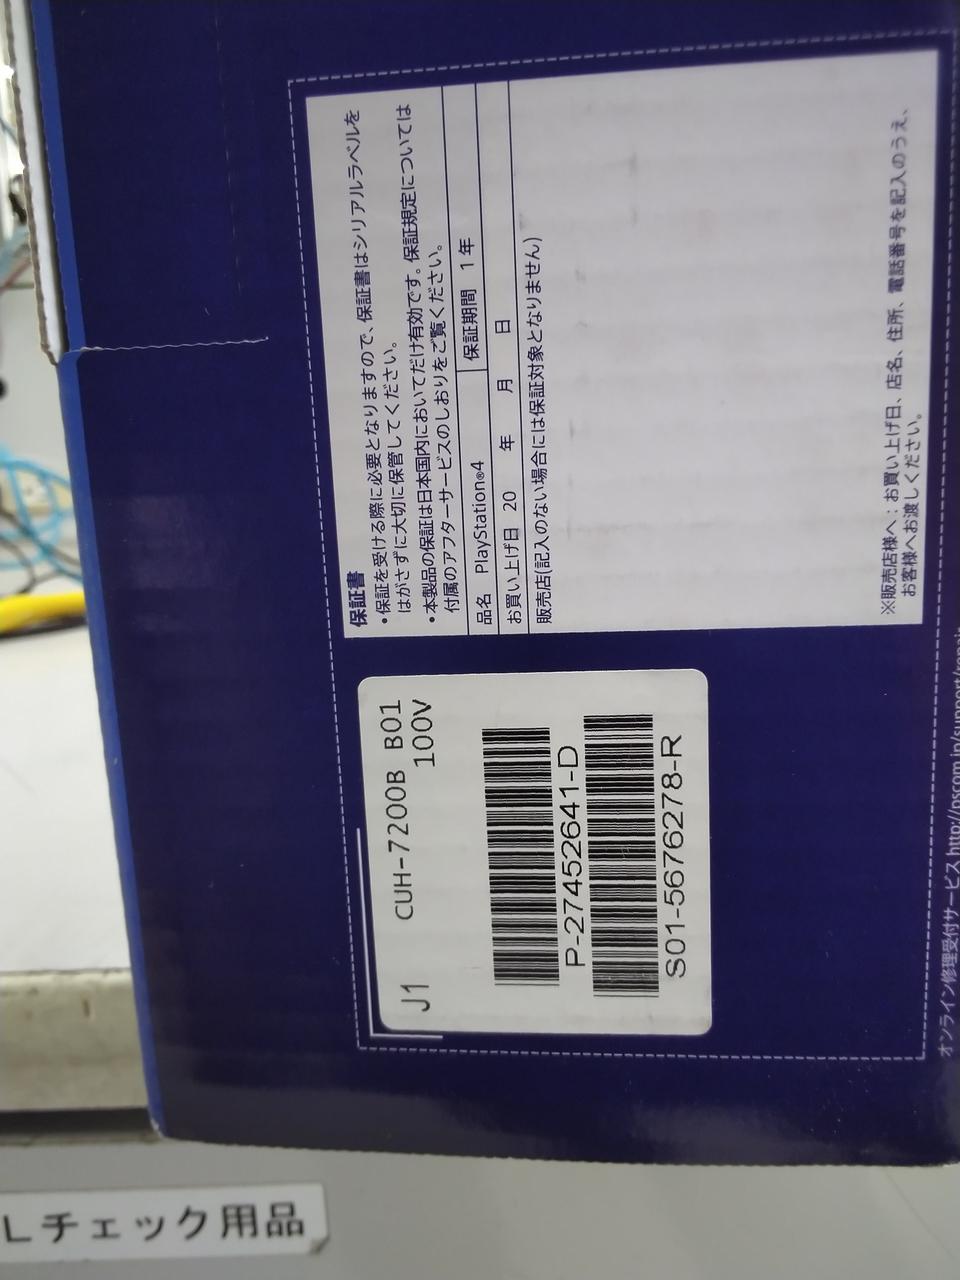 保証書
•保証を受ける際に必要となりますので、保証書はシリアルラベルを
はがさずに大切に保管してください。
•本製品の保証は日本国内においてだけ有効です。保証規定については
付属のアフターサービスのしおりをご覧ください。
品名 PlayStation®4 保証期間 1年
お買い上げ日 20 年 月 日
販売店(記入のない場合には保証対象となりません)
※販売店様へ：お買い上げ日、店名、住所、電話番号を記入のうえ、
お客様へお渡しください。
J1 CUH-7200B B01
100V
P-27452641-D
S01-5676278-R
オンライン修理受付サービス http://pscom.jp/support/repair
Lチェック用品